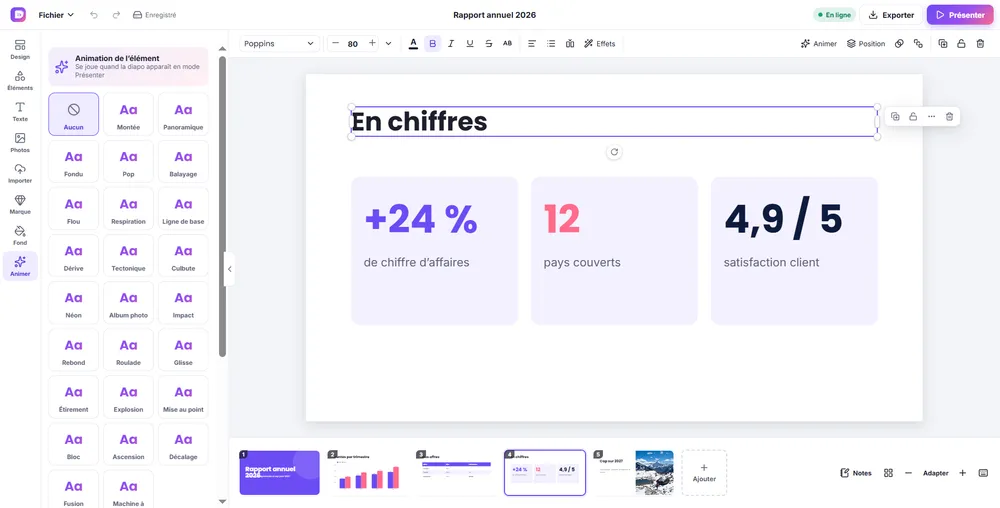 Fichier
Enregistré
Rapport annuel 2026
En ligne
Exporter
Présenter
Design
Éléments
Texte
Photos
Importer
Marque
Fond
Animer
Animation de l'élément
Se joue quand la diapo apparaît en mode
Présenter
Aucun
Aa
Montée
Aa
Panoramique
Aa
Fondu
Aa
Pop
Aa
Balayage
Aa
Flou
Aa
Respiration
Aa
Ligne de base
Aa
Dérive
Aa
Tectonique
Aa
Culbute
Aa
Néon
Aa
Album photo
Aa
Impact
Aa
Rebond
Aa
Roulade
Aa
Glisse
Aa
Étirement
Aa
Explosion
Aa
Mise au point
Aa
Bloc
Aa
Ascension
Aa
Décalage
Aa
Fusion
Aa
Machine à
Poppins
80
A
B
I
U
S
AB
Effets
Animer
Position
En chiffres
+24 %
de chiffre d'affaires
12
pays couverts
4,9 / 5
satisfaction client
1
Rapport annuel
2026
2
3
4
+24 %
12
4,9 / 5
5
Cap sur 2027
Ajouter
Notes
Adapter